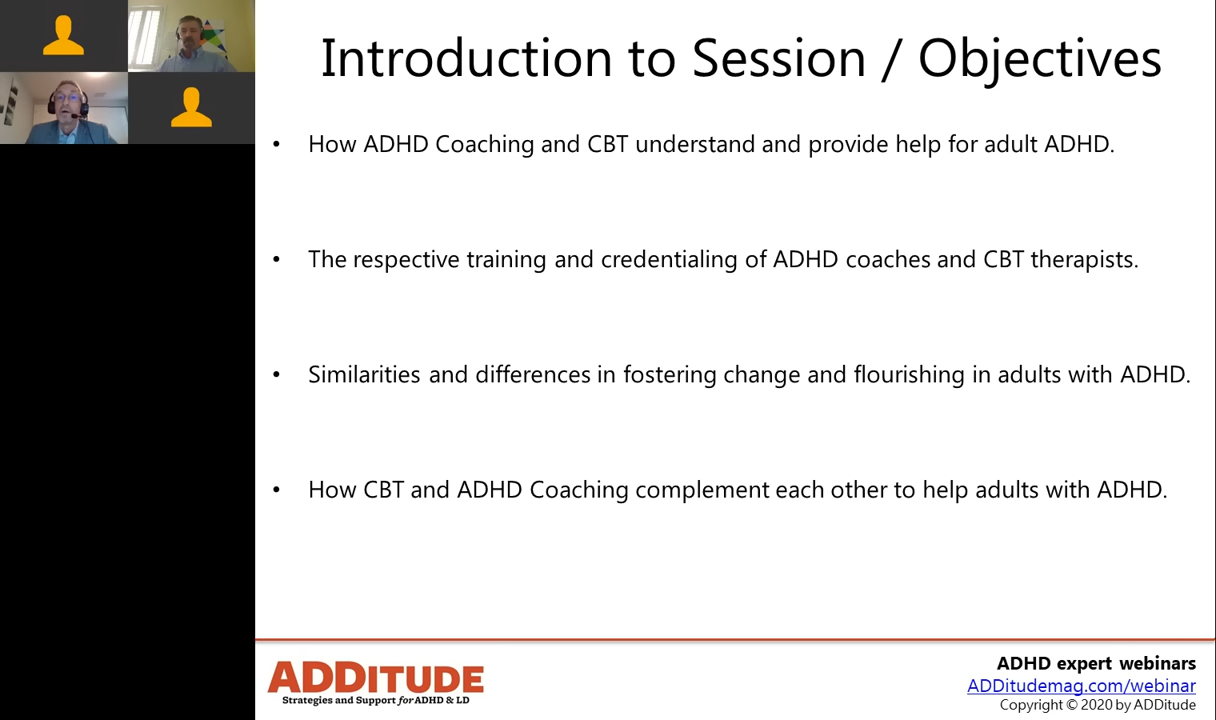 Introduction to Session / Objectives
• How ADHD Coaching and CBT understand and provide help for adult ADHD.
• The respective training and credentialing of ADHD coaches and CBT therapists.
• Similarities and differences in fostering change and flourishing in adults with ADHD.
• How CBT and ADHD Coaching complement each other to help adults with ADHD.
ADDITUDE
Strategies and Support for ADHD & LD
ADHD expert webinars
ADDitudemag.com/webinar
Copyright © 2020 by ADDitude